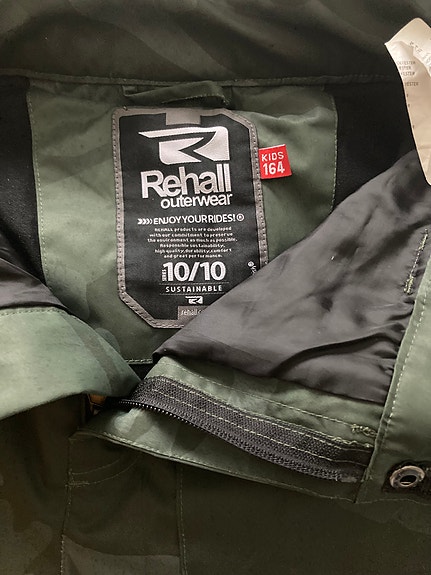 Rehall®
outerwear
KIDS
164
ENJOY YOUR RIDES!®
REHALL products are developed
with our commitment to preserve
the environment as much as possible.
Responsible sustainability,
high quality, durability, comfort
and great performance.
SERIES 10/10
SUSTAINABLE